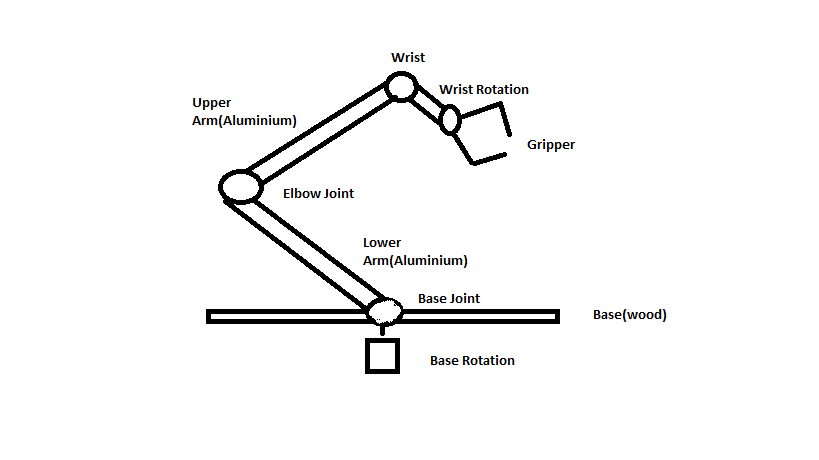 Wrist
Wrist Rotation
Upper
Arm(Aluminium)
Gripper
Elbow Joint
Lower
Arm(Aluminium)
Base Joint
Base(wood)
Base Rotation